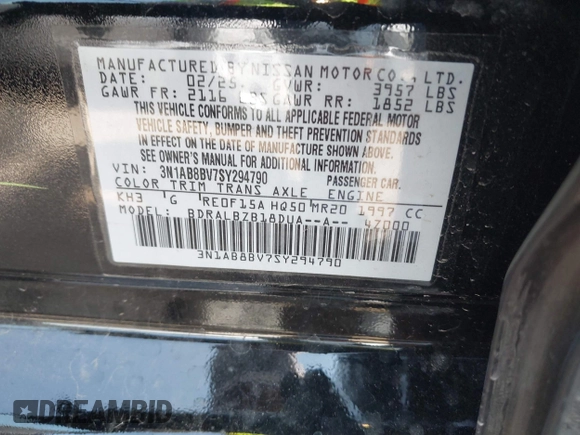 MANUFACTURED BY NISSAN MOTOR CO., LTD.
DATE: 02/25 GVWR: 3957 LBS
GAWR FR: 2116 LBS GAWR RR: 1852 LBS
THIS VEHICLE CONFORMS TO ALL APPLICABLE FEDERAL MOTOR
VEHICLE SAFETY, BUMPER AND THEFT PREVENTION STANDARDS
IN EFFECT ON THE DATE OF MANUFACTURE SHOWN ABOVE.
SEE OWNER'S MANUAL FOR ADDITIONAL INFORMATION.
VIN: 3N1AB8BV7SY294790 PASSENGER CAR.
COLOR TRIM TRANS AXLE ENGINE
KH3 G RE0F15A HQ50 MR20 1997 CC
MODEL: BDRALBZB18DUA--A-- 47000
3N1AB8BV7SY294790
DREAMBID